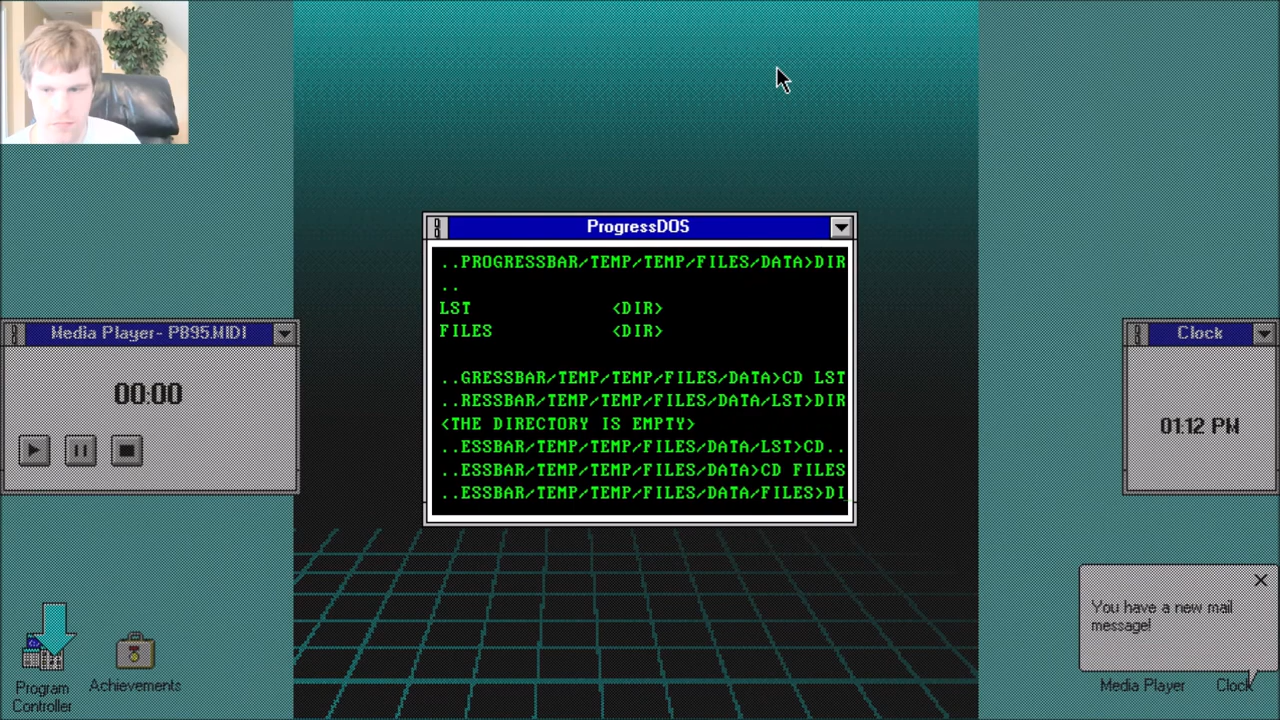 ProgressDOS
..PROGRESSBAR/TEMP/TEMP/FILES/DATA>DIR
..
LST <DIR>
FILES <DIR>
..GRESSBAR/TEMP/TEMP/FILES/DATA>CD LST
..RESSBAR/TEMP/TEMP/FILES/DATA/LST>DIR
<THE DIRECTORY IS EMPTY>
..ESSBAR/TEMP/TEMP/FILES/DATA/LST>CD..
..ESSBAR/TEMP/TEMP/FILES/DATA>CD FILES
..ESSBAR/TEMP/TEMP/FILES/DATA/FILES>DI_
Media Player- PB95.MIDI
00:00
Clock
01:12 PM
You have a new mail
message!
Program
Controller
Achievements
Media Player
Clock